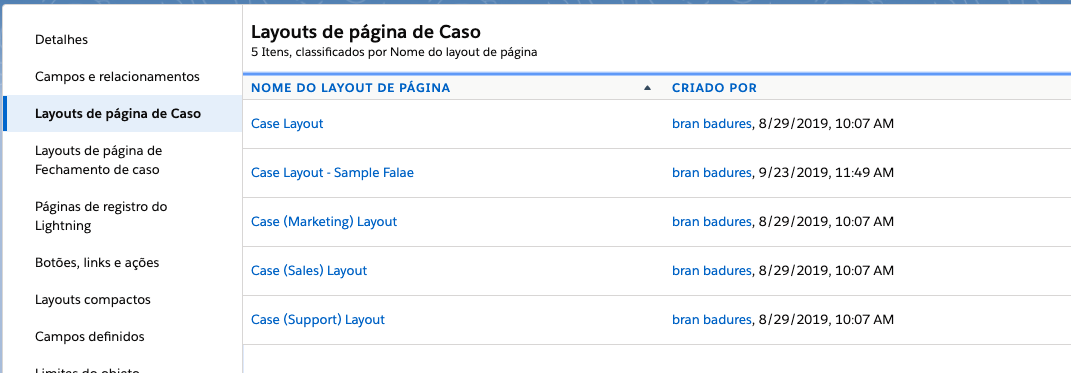 Detalhes
Campos e relacionamentos
Layouts de página de Caso
Layouts de página de
Fechamento de caso
Páginas de registro do
Lightning
Botões, links e ações
Layouts compactos
Campos definidos
Limites do objeto
Layouts de página de Caso
5 Itens, classificados por Nome do layout de página
NOME DO LAYOUT DE PÁGINA CRIADO POR
Case Layout bran badures, 8/29/2019, 10:07 AM
Case Layout - Sample Falae bran badures, 9/23/2019, 11:49 AM
Case (Marketing) Layout bran badures, 8/29/2019, 10:07 AM
Case (Sales) Layout bran badures, 8/29/2019, 10:07 AM
Case (Support) Layout bran badures, 8/29/2019, 10:07 AM